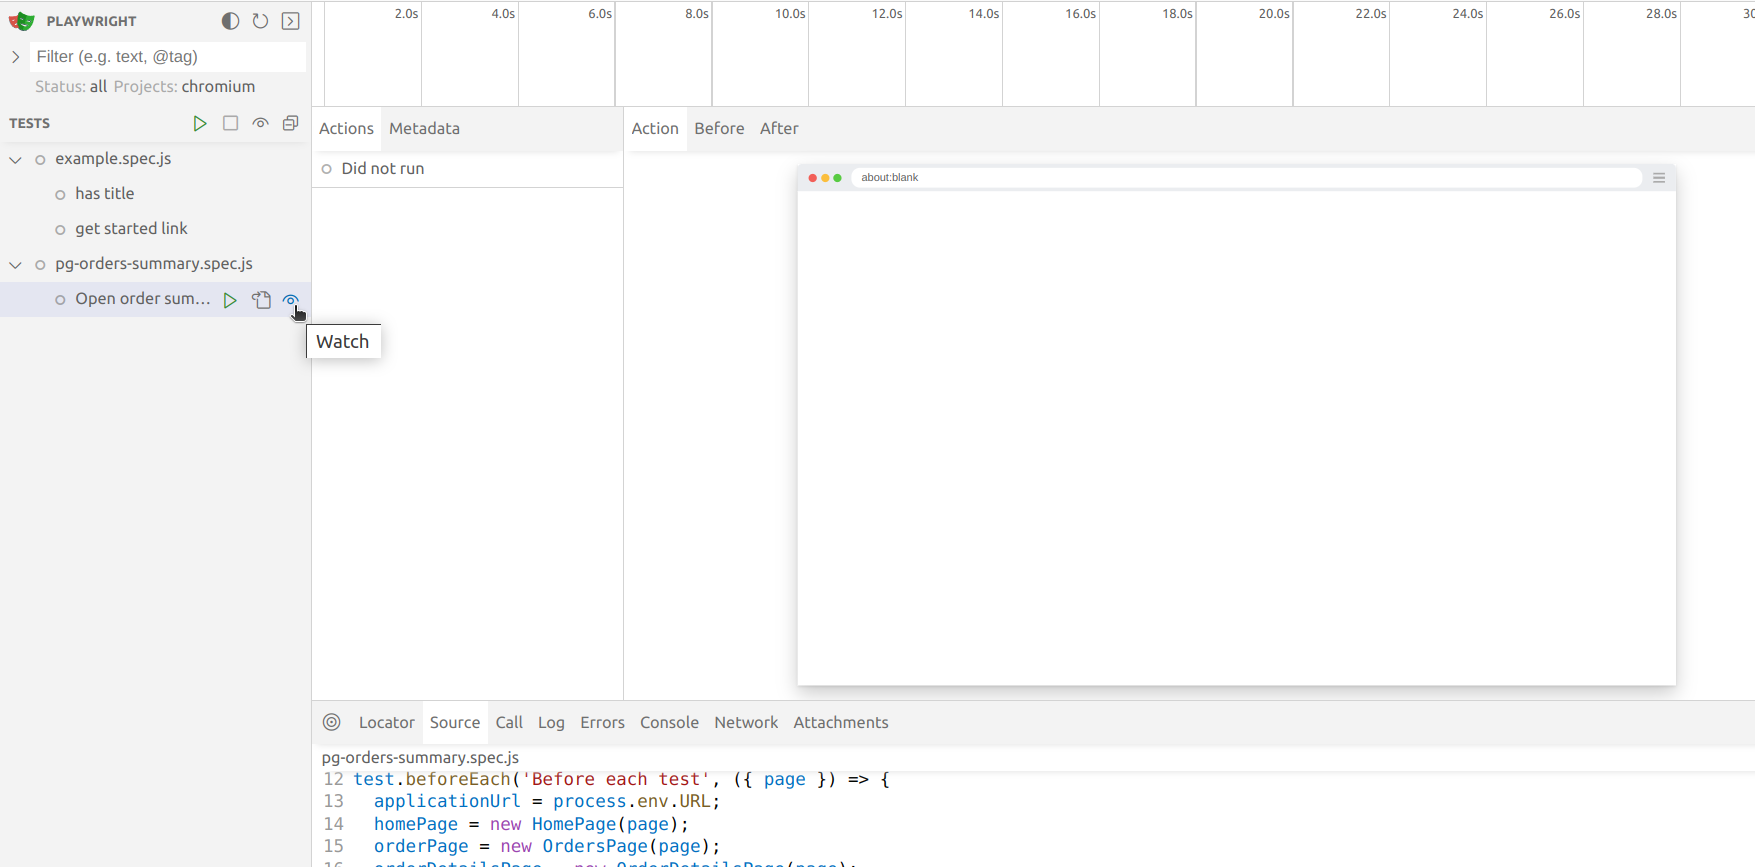 PLAYWRIGHT
Filter (e.g. text, @tag)
Status: all Projects: chromium
TESTS
example.spec.js
has title
get started link
pg-orders-summary.spec.js
Open order sum...
Watch
2.0s 4.0s 6.0s 8.0s 10.0s 12.0s 14.0s 16.0s 18.0s 20.0s 22.0s 24.0s 26.0s 28.0s 30
Actions Metadata
Did not run
Action Before After
about:blank
Locator Source Call Log Errors Console Network Attachments
pg-orders-summary.spec.js
12 test.beforeEach('Before each test', ({ page }) => {
13 applicationUrl = process.env.URL;
14 homePage = new HomePage(page);
15 orderPage = new OrdersPage(page);
16 orderDetailsPage = new OrderDetailsPage(page);